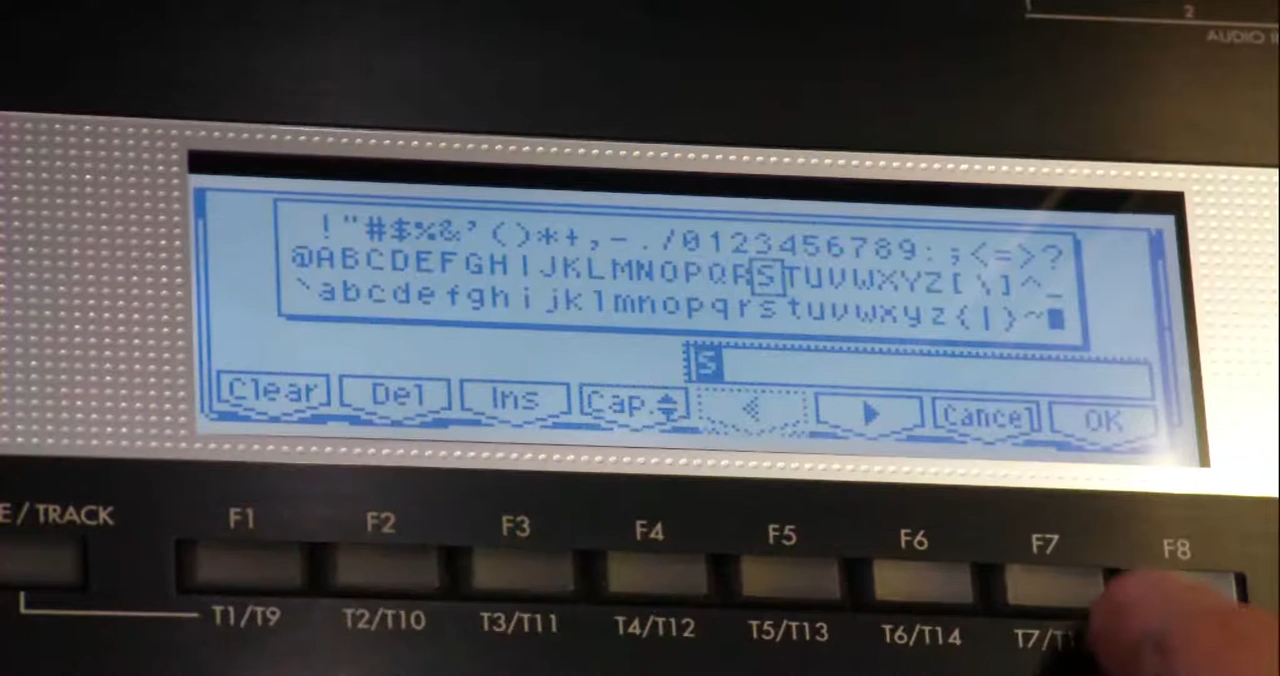 2
AUDIO I
!"#$%&'()*+,-./0123456789:;<=>?
@ABCDEFGHIJKLMNOPQRSTUVWXYZ[\]^_
`abcdefghijklmnopqrstuvwxyz{|}~
S
Clear Del Ins Cap. Cancel OK
E/TRACK F1 F2 F3 F4 F5 F6 F7 F8
T1/T9 T2/T10 T3/T11 T4/T12 T5/T13 T6/T14 T7/T1